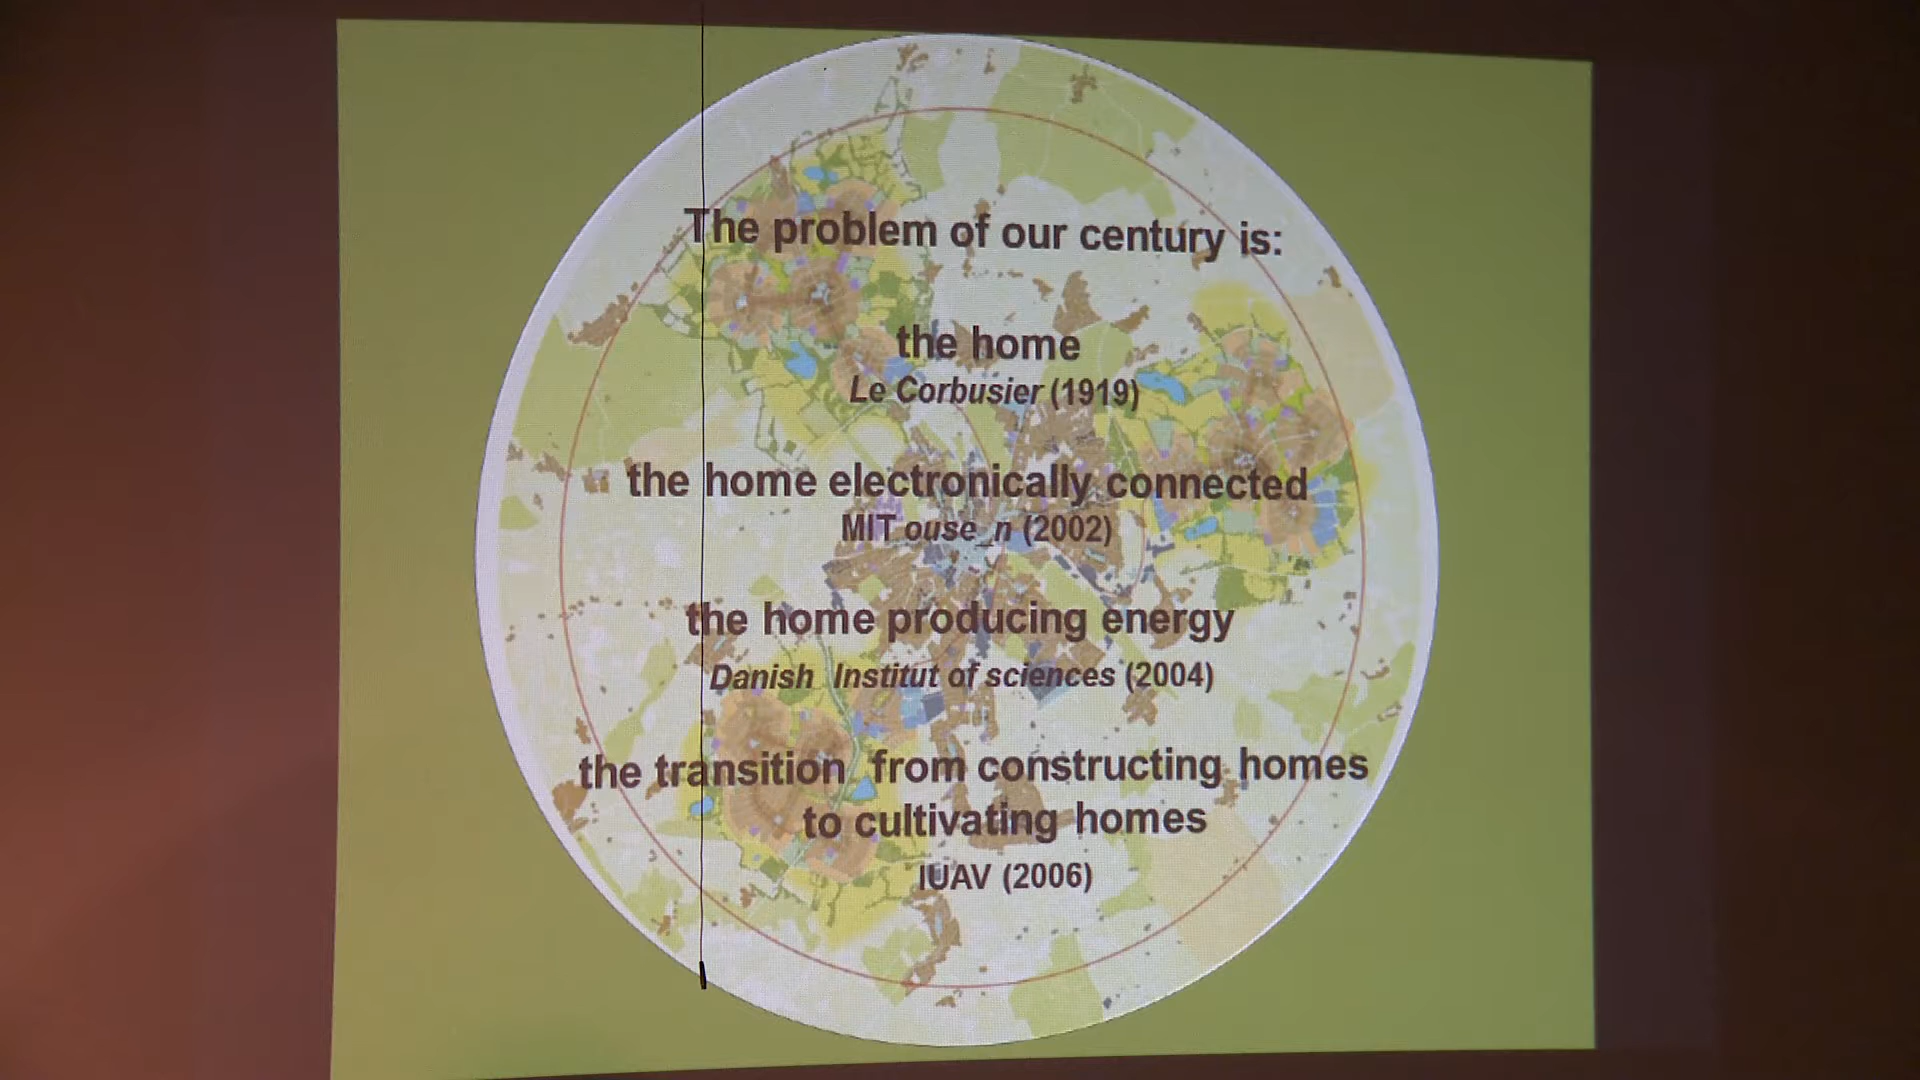 The problem of our century is:
the home
Le Corbusier (1919)
the home electronically connected
MIT ouse_n (2002)
the home producing energy
Danish Institut of sciences (2004)
the transition from constructing homes
to cultivating homes
IUAV (2006)